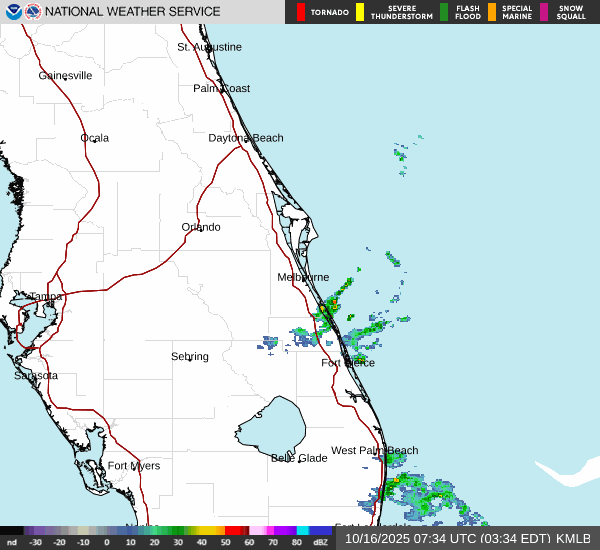 NATIONAL WEATHER SERVICE
TORNADO
SEVERE
THUNDERSTORM
FLASH
FLOOD
SPECIAL
MARINE
SNOW
SQUALL
St. Augustine
Gainesville
Palm Coast
Ocala
Daytona Beach
Orlando
Melbourne
Tampa
Sebring
Fort Pierce
Sarasota
West Palm Beach
Belle Glade
Fort Myers
nd -30 -20 -10 0 10 20 30 40 50 60 70 80 dBZ
10/16/2025 07:34 UTC (03:34 EDT) KMLB